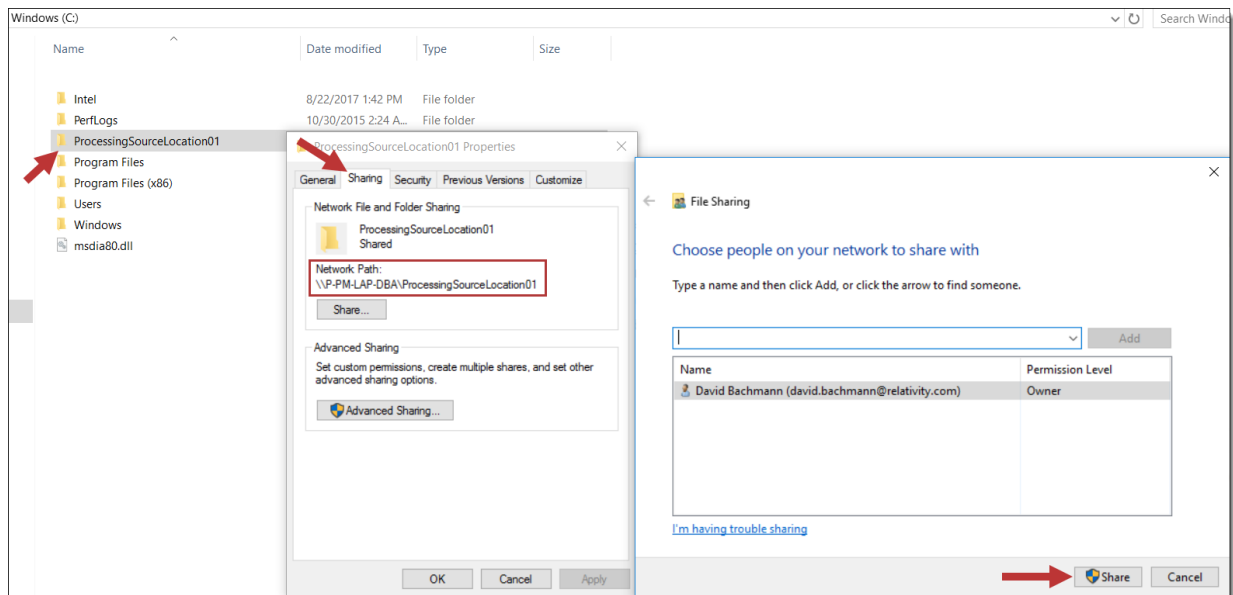 Windows (C:)
Search Windo
Name Date modified Type Size
Intel 8/22/2017 1:42 PM File folder
PerfLogs 10/30/2015 2:24 A... File folder
ProcessingSourceLocation01
Program Files
Program Files (x86)
Users
Windows
msdia80.dll
ProcessingSourceLocation01 Properties
General Sharing Security Previous Versions Customize
Network File and Folder Sharing
ProcessingSourceLocation01
Shared
Network Path:
\\P-PM-LAP-DBA\ProcessingSourceLocation01
Share...
Advanced Sharing
Set custom permissions, create multiple shares, and set other
advanced sharing options.
Advanced Sharing...
OK Cancel Apply
File Sharing
Choose people on your network to share with
Type a name and then click Add, or click the arrow to find someone.
Add
Name Permission Level
David Bachmann (david.bachmann@relativity.com) Owner
I'm having trouble sharing
Share Cancel